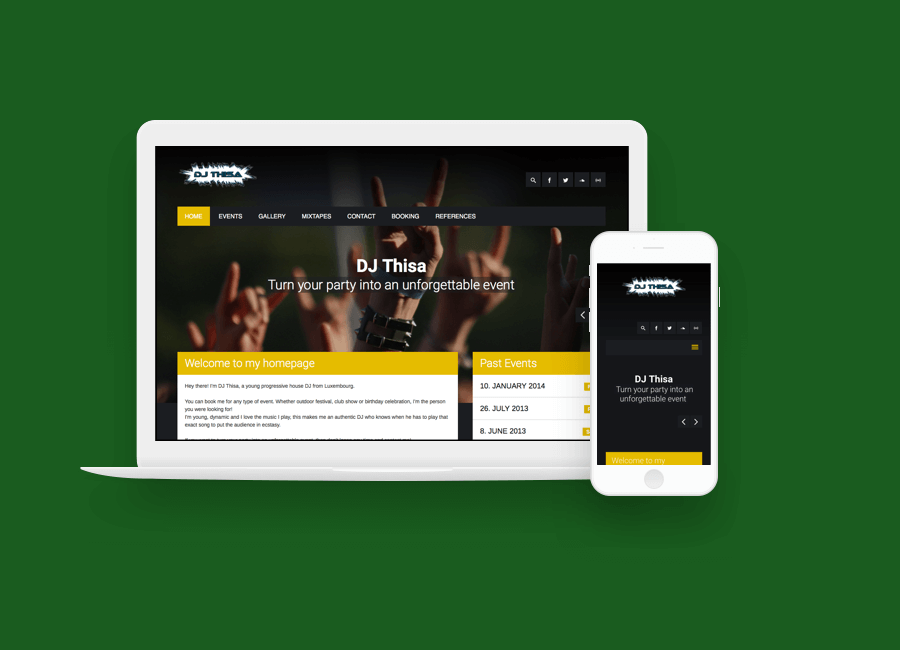 DJ THISA
HOME EVENTS GALLERY MIXTAPES CONTACT BOOKING REFERENCES
DJ Thisa
Turn your party into an unforgettable event
Welcome to my homepage
Hey there! I'm DJ Thisa, a young progressive house DJ from Luxembourg.
You can book me for any type of event. Whether outdoor festival, club show or birthday celebration, I'm the person
you were looking for!
I'm young, dynamic and I love the music I play, this makes me an authentic DJ who knows when he has to play that
exact song to put the audience in ecstasy.
Past Events
10. JANUARY 2014
26. JULY 2013
8. JUNE 2013
DJ THISA
DJ Thisa
Turn your party into an
unforgettable event
Welcome to my